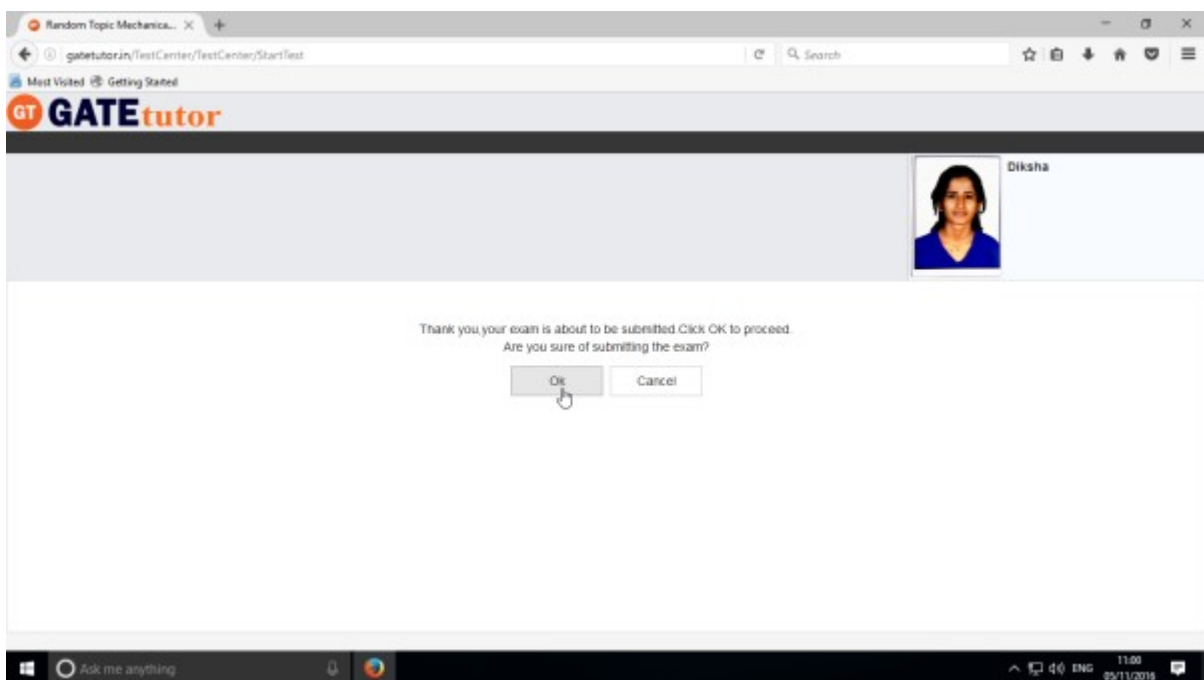 Random Topic Mechanica...
gatetutor.in/TestCenter/TestCenter/StartTest
Search
Most Visited Getting Started
GT GATEtutor
Diksha
Thank you,your exam is about to be submitted.Click OK to proceed.
Are you sure of submitting the exam?
Ok Cancel
Ask me anything
ENG
11:00
05/11/2016